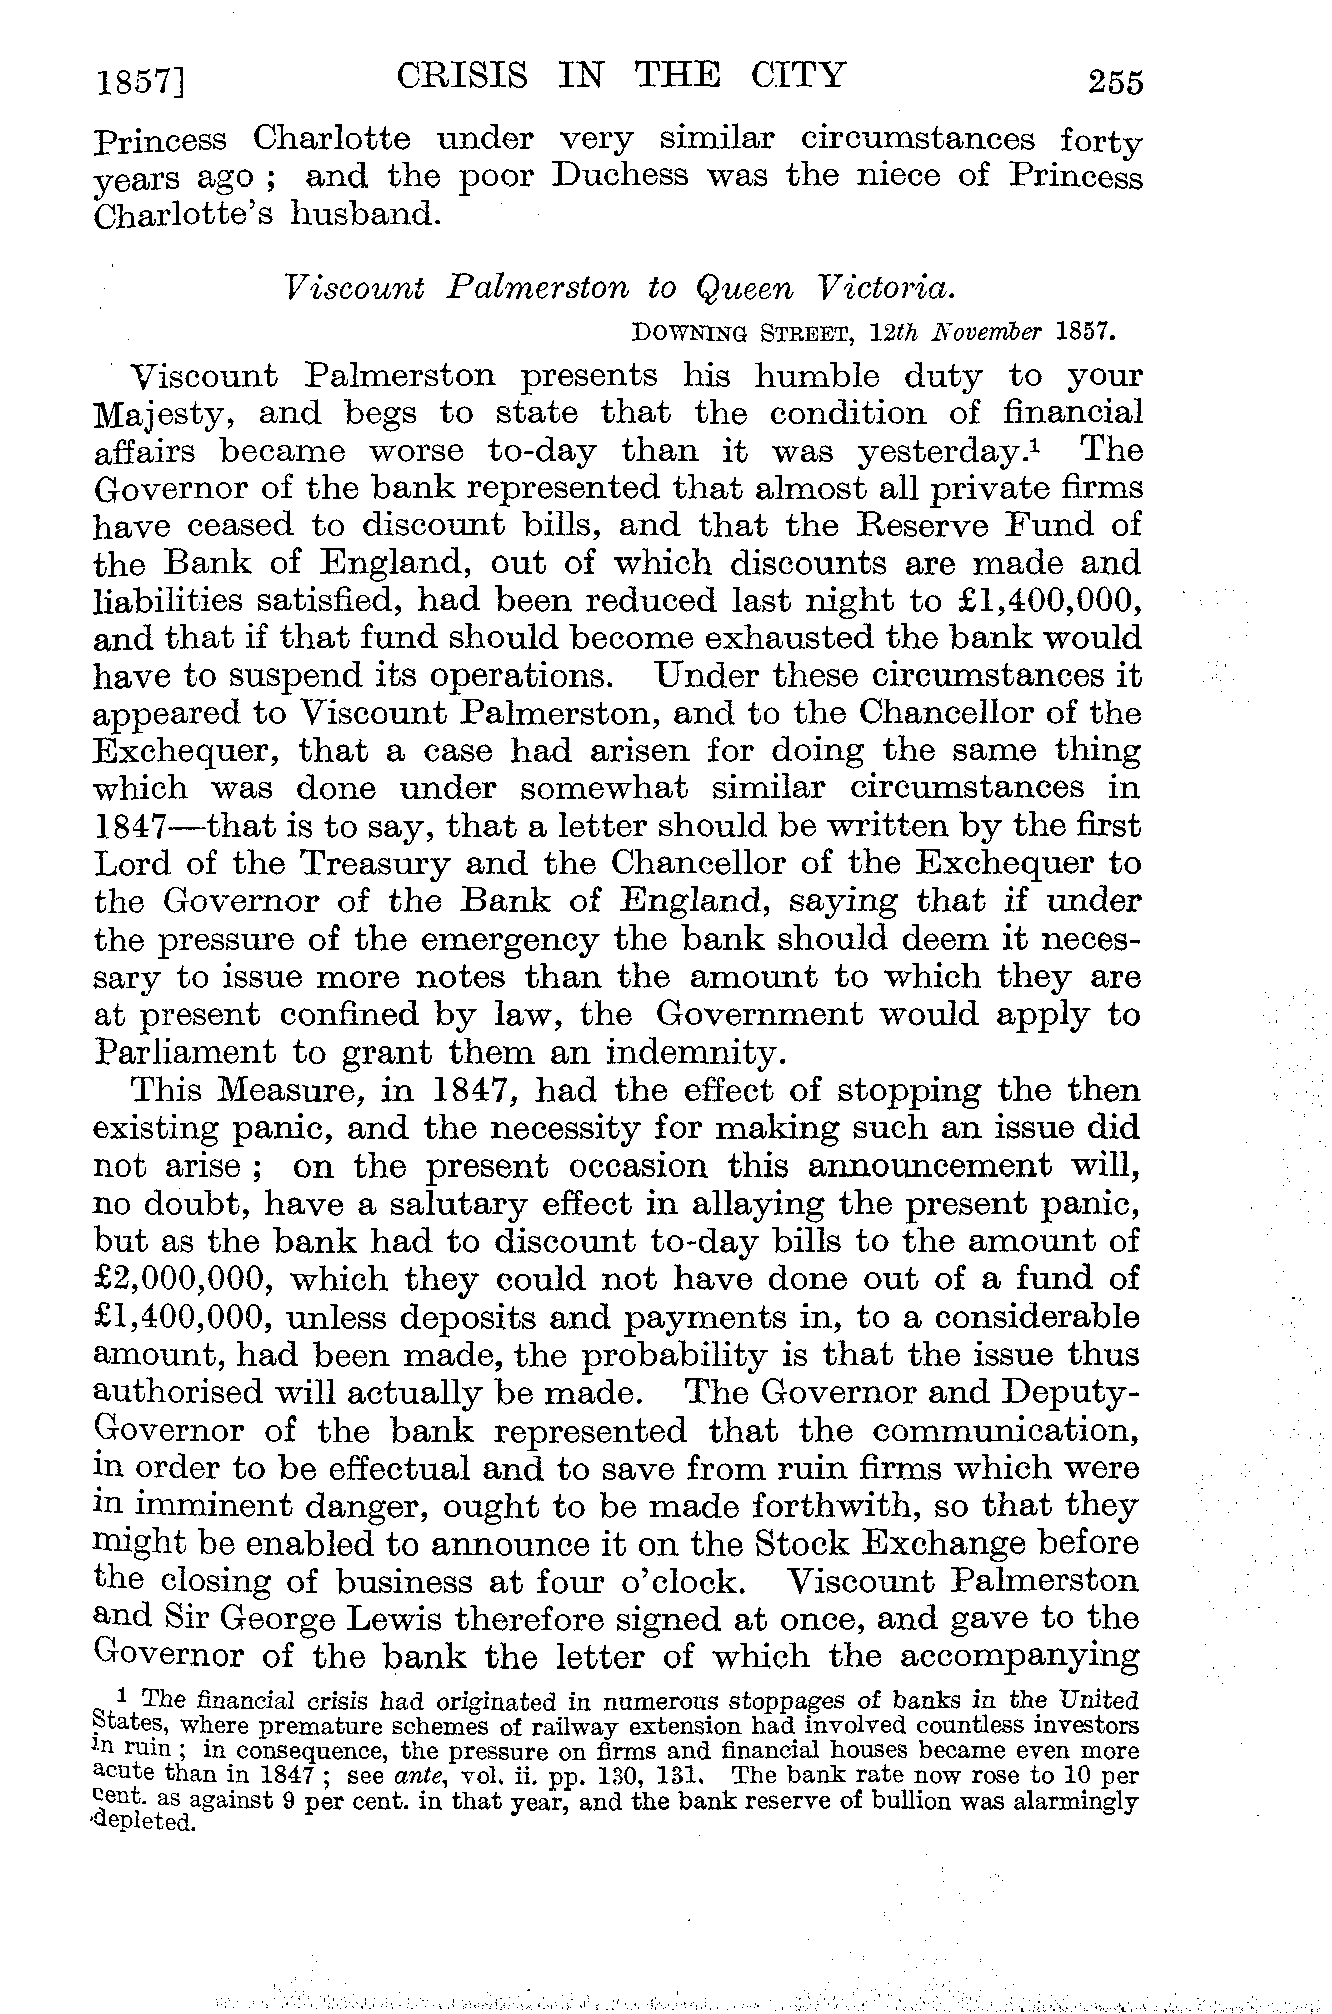 1857] CRISIS IN THE CITY 255
Princess Charlotte under very similar circumstances forty
years ago ; and the poor Duchess was the niece of Princess
Charlotte's husband.
Viscount Palmerston to Queen Victoria.
DOWNING STREET, 12th November 1857.
Viscount Palmerston presents his humble duty to your
Majesty, and begs to state that the condition of financial
affairs became worse to-day than it was yesterday.¹ The
Governor of the bank represented that almost all private firms
have ceased to discount bills, and that the Reserve Fund of
the Bank of England, out of which discounts are made and
liabilities satisfied, had been reduced last night to £1,400,000,
and that if that fund should become exhausted the bank would
have to suspend its operations. Under these circumstances it
appeared to Viscount Palmerston, and to the Chancellor of the
Exchequer, that a case had arisen for doing the same thing
which was done under somewhat similar circumstances in
1847—that is to say, that a letter should be written by the first
Lord of the Treasury and the Chancellor of the Exchequer to
the Governor of the Bank of England, saying that if under
the pressure of the emergency the bank should deem it neces-
sary to issue more notes than the amount to which they are
at present confined by law, the Government would apply to
Parliament to grant them an indemnity.
This Measure, in 1847, had the effect of stopping the then
existing panic, and the necessity for making such an issue did
not arise ; on the present occasion this announcement will,
no doubt, have a salutary effect in allaying the present panic,
but as the bank had to discount to-day bills to the amount of
£2,000,000, which they could not have done out of a fund of
£1,400,000, unless deposits and payments in, to a considerable
amount, had been made, the probability is that the issue thus
authorised will actually be made. The Governor and Deputy-
Governor of the bank represented that the communication,
in order to be effectual and to save from ruin firms which were
in imminent danger, ought to be made forthwith, so that they
might be enabled to announce it on the Stock Exchange before
the closing of business at four o'clock. Viscount Palmerston
and Sir George Lewis therefore signed at once, and gave to the
Governor of the bank the letter of which the accompanying
¹ The financial crisis had originated in numerous stoppages of banks in the United
States, where premature schemes of railway extension had involved countless investors
in ruin ; in consequence, the pressure on firms and financial houses became even more
acute than in 1847 ; see ante, vol. ii. pp. 130, 131. The bank rate now rose to 10 per
cent. as against 9 per cent. in that year, and the bank reserve of bullion was alarmingly
depleted.